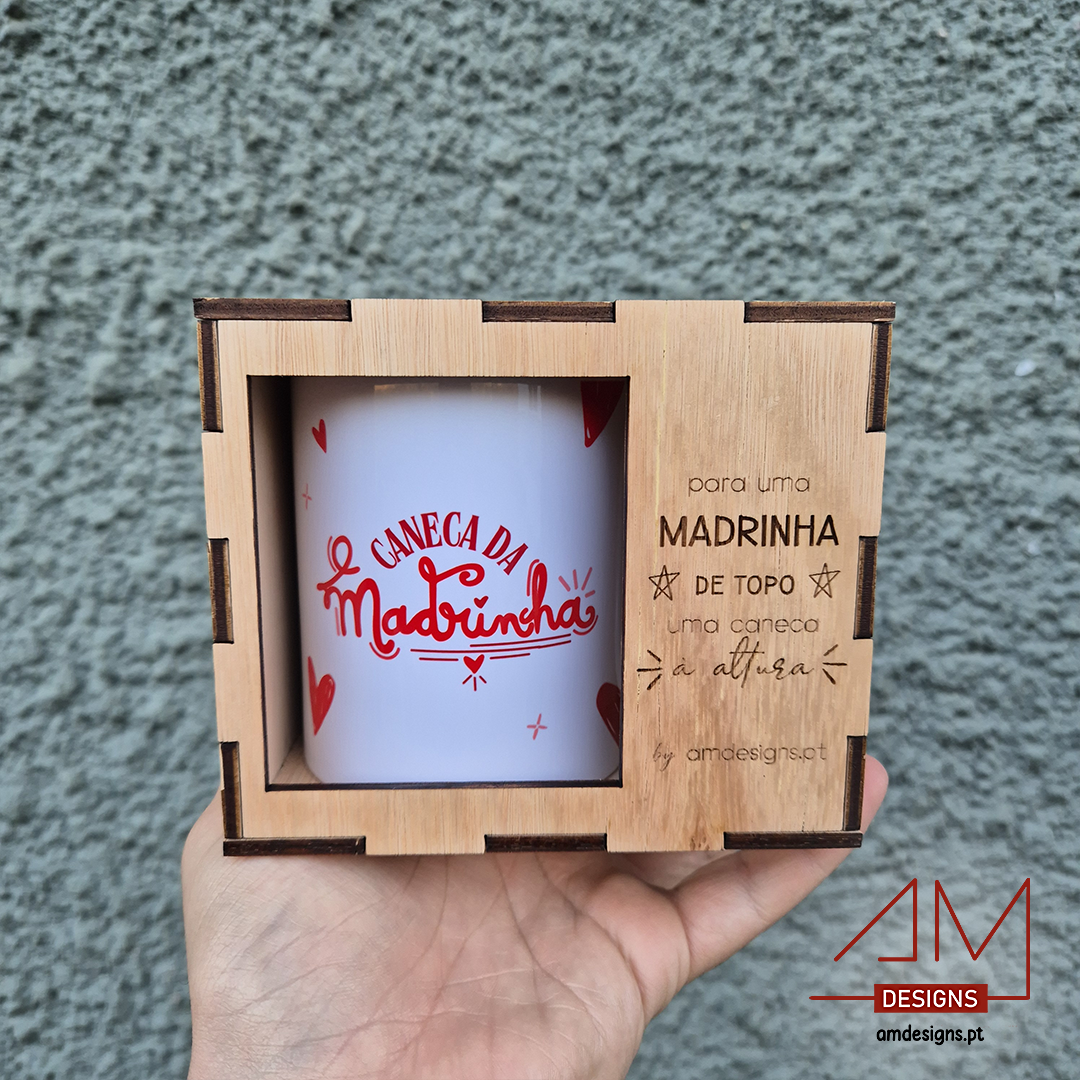 CANECA DA
Madrinha
para uma
MADRINHA
DE TOPO
uma caneca
à altura
by amdesigns.pt
AM
DESIGNS
amdesigns.pt